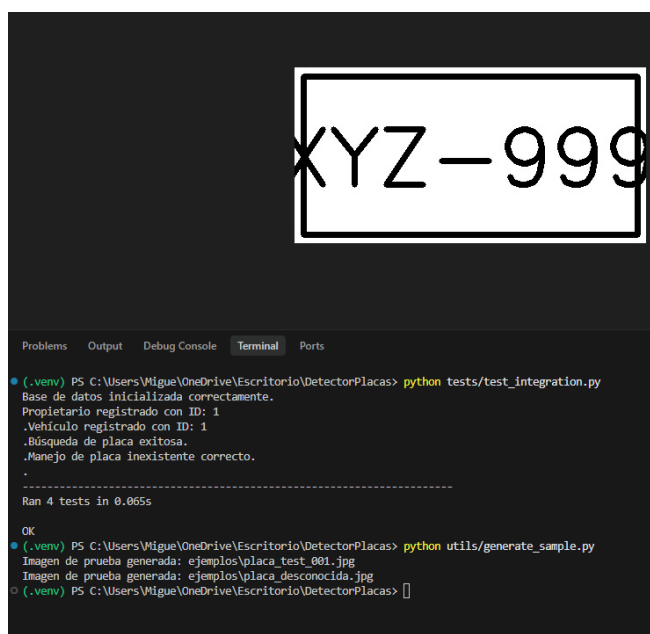 XYZ-999
Problems Output Debug Console Terminal Ports
(.venv) PS C:\Users\Migue\OneDrive\Escritorio\DetectorPlacas> python tests/test_integration.py
Base de datos inicializada correctamente.
Propietario registrado con ID: 1
.Vehículo registrado con ID: 1
.Búsqueda de placa exitosa.
.Manejo de placa inexistente correcto.
.
----------------------------------------------------------------------
Ran 4 tests in 0.065s
OK
(.venv) PS C:\Users\Migue\OneDrive\Escritorio\DetectorPlacas> python utils/generate_sample.py
Imagen de prueba generada: ejemplos\placa_test_001.jpg
Imagen de prueba generada: ejemplos\placa_desconocida.jpg
(.venv) PS C:\Users\Migue\OneDrive\Escritorio\DetectorPlacas>